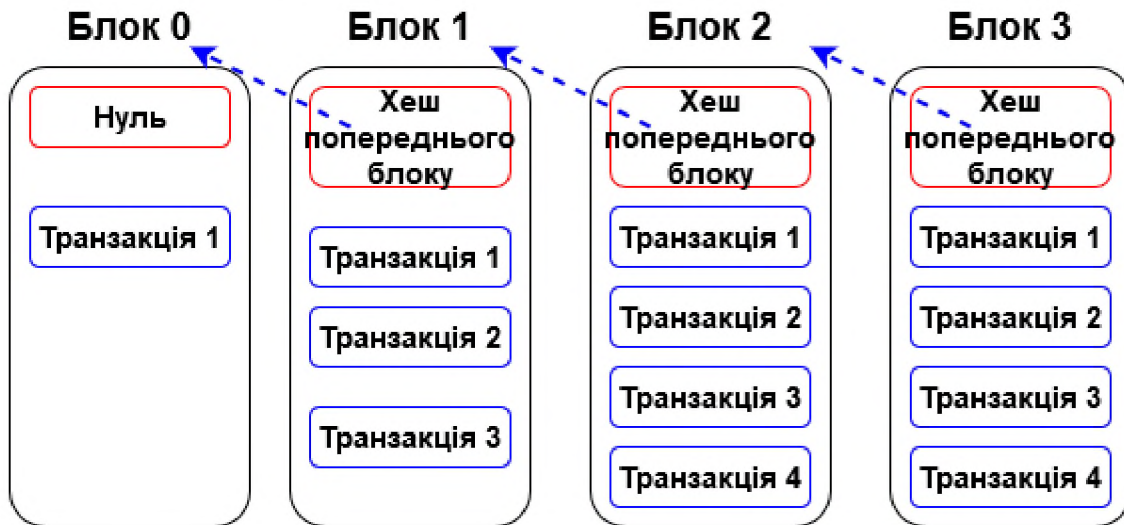 Блок 0
Блок 1
Блок 2
Блок 3
Нуль
Транзакція 1
Хеш
попереднього
блоку
Транзакція 1
Транзакція 2
Транзакція 3
Хеш
попереднього
блоку
Транзакція 1
Транзакція 2
Транзакція 3
Транзакція 4
Хеш
попереднього
блоку
Транзакція 1
Транзакція 2
Транзакція 3
Транзакція 4